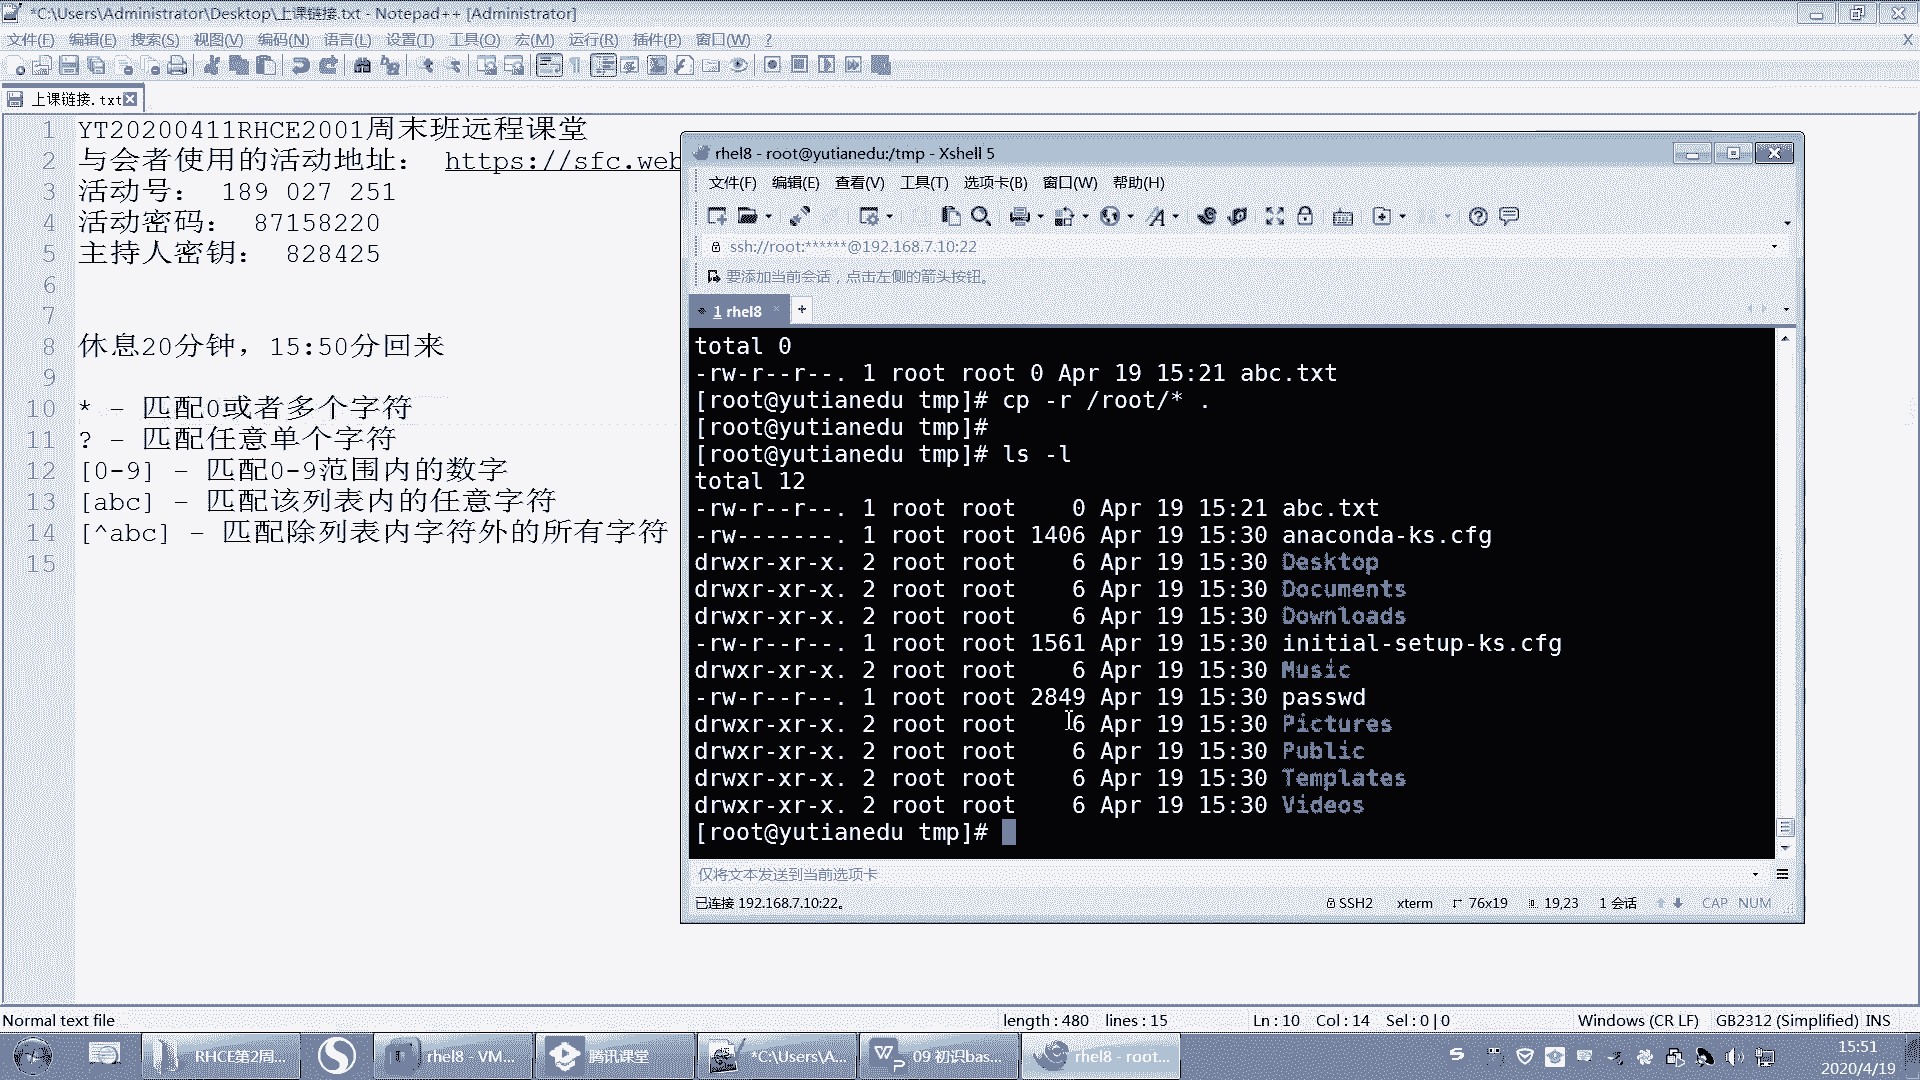 *C:\Users\Administrator\Desktop\上课链接.txt - Notepad++ [Administrator]
文件(F) 编辑(E) 搜索(S) 视图(V) 编码(N) 语言(L) 设置(T) 工具(O) 宏(M) 运行(R) 插件(P) 窗口(W) ? X
上课链接.txt
1 YT20200411RHCE2001周末班远程课堂
2 与会者使用的活动地址： https://sfc.web
3 活动号： 189 027 251
4 活动密码： 87158220
5 主持人密钥： 828425
6
7
8 休息20分钟，15:50分回来
9
10 * – 匹配0或者多个字符
11 ? – 匹配任意单个字符
12 [0-9] – 匹配0-9范围内的数字
13 [abc] – 匹配该列表内的任意字符
14 [^abc] – 匹配除列表内字符外的所有字符
15
rhel8 - root@yutianedu:/tmp - Xshell 5
文件(F) 编辑(E) 查看(V) 工具(T) 选项卡(B) 窗口(W) 帮助(H)
ssh://root:******@192.168.7.10:22
要添加当前会话，点击左侧的箭头按钮。
1 rhel8 +
total 0
-rw-r--r--. 1 root root 0 Apr 19 15:21 abc.txt
[root@yutianedu tmp]# cp -r /root/* .
[root@yutianedu tmp]#
[root@yutianedu tmp]# ls -l
total 12
-rw-r--r--. 1 root root    0 Apr 19 15:21 abc.txt
-rw-------. 1 root root 1406 Apr 19 15:30 anaconda-ks.cfg
drwxr-xr-x. 2 root root    6 Apr 19 15:30 Desktop
drwxr-xr-x. 2 root root    6 Apr 19 15:30 Documents
drwxr-xr-x. 2 root root    6 Apr 19 15:30 Downloads
-rw-r--r--. 1 root root 1561 Apr 19 15:30 initial-setup-ks.cfg
drwxr-xr-x. 2 root root    6 Apr 19 15:30 Music
-rw-r--r--. 1 root root 2849 Apr 19 15:30 passwd
drwxr-xr-x. 2 root root    6 Apr 19 15:30 Pictures
drwxr-xr-x. 2 root root    6 Apr 19 15:30 Public
drwxr-xr-x. 2 root root    6 Apr 19 15:30 Templates
drwxr-xr-x. 2 root root    6 Apr 19 15:30 Videos
[root@yutianedu tmp]#
仅将文本发送到当前选项卡
已连接 192.168.7.10:22。 SSH2 xterm 76x19 19,23 1 会话 CAP NUM
Normal text file length : 480 lines : 15 Ln : 10 Col : 14 Sel : 0 | 0 Windows (CR LF) GB2312 (Simplified) INS
RHCE第2周... rhel8 - VM... 腾讯课堂 *C:\Users\A... 09 初识bas... rhel8 - root...
15:51
2020/4/19